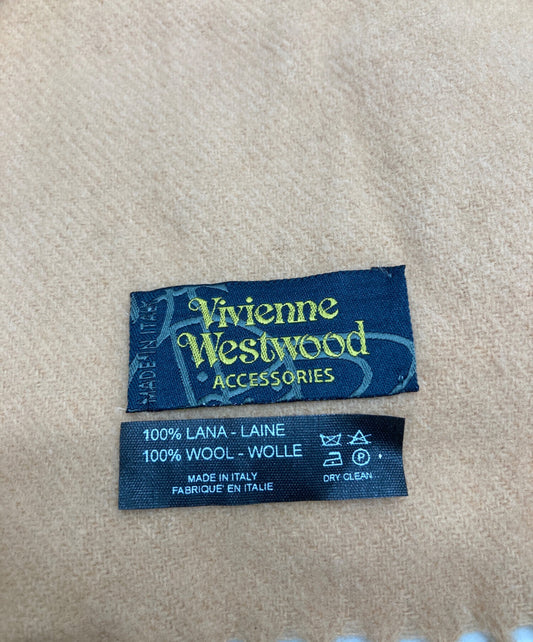 MADE IN ITALY
Vivienne
Westwood
ACCESSORIES
100% LANA - LAINE
100% WOOL - WOLLE
MADE IN ITALY
FABRIQUE' EN ITALIE
P
DRY CLEAN